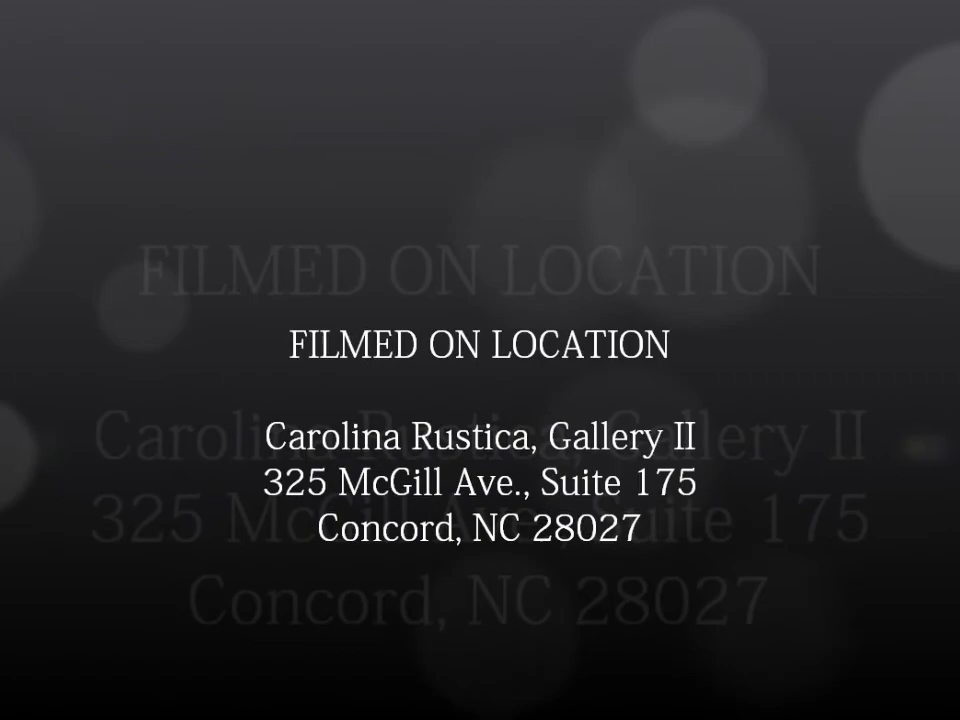 FILMED ON LOCATION
Carolina Rustica, Gallery II
325 McGill Ave., Suite 175
Concord, NC 28027